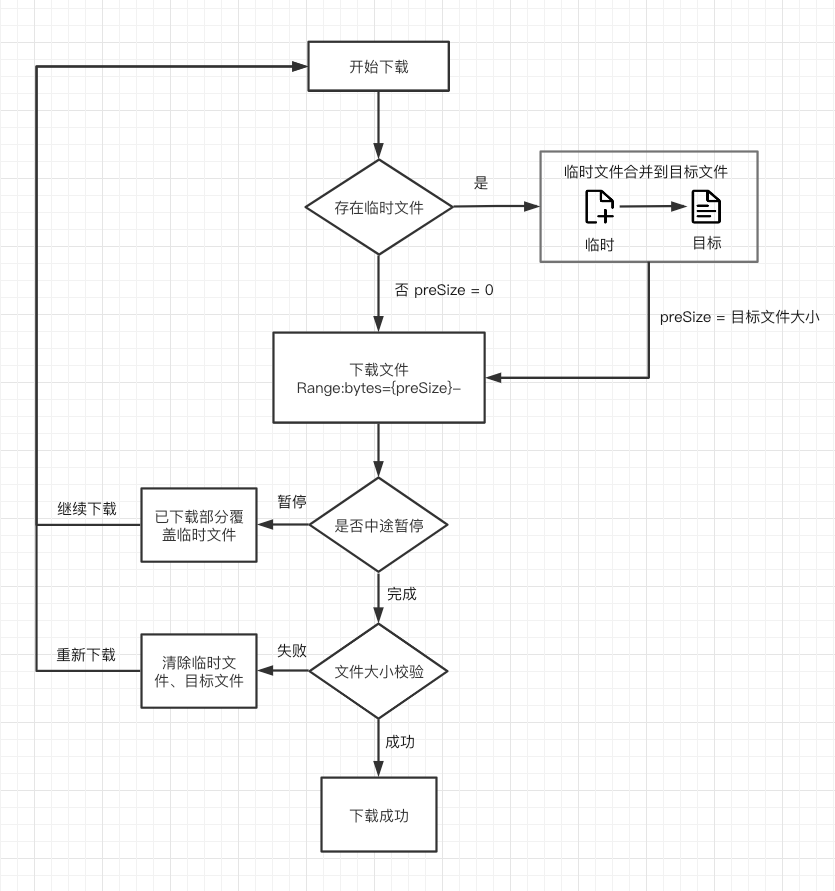 开始下载
存在临时文件
是
临时文件合并到目标文件
临时
目标
否 preSize = 0
preSize = 目标文件大小
下载文件
Range:bytes={preSize}–
是否中途暂停
暂停
已下载部分覆
盖临时文件
继续下载
完成
文件大小校验
失败
清除临时文
件、目标文件
重新下载
成功
下载成功